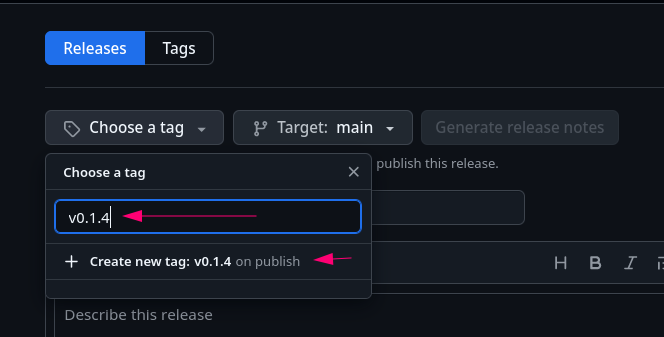 Releases Tags
Choose a tag Target: main Generate release notes
publish this release.
Choose a tag
v0.1.4
Create new tag: v0.1.4 on publish
H B I
Describe this release